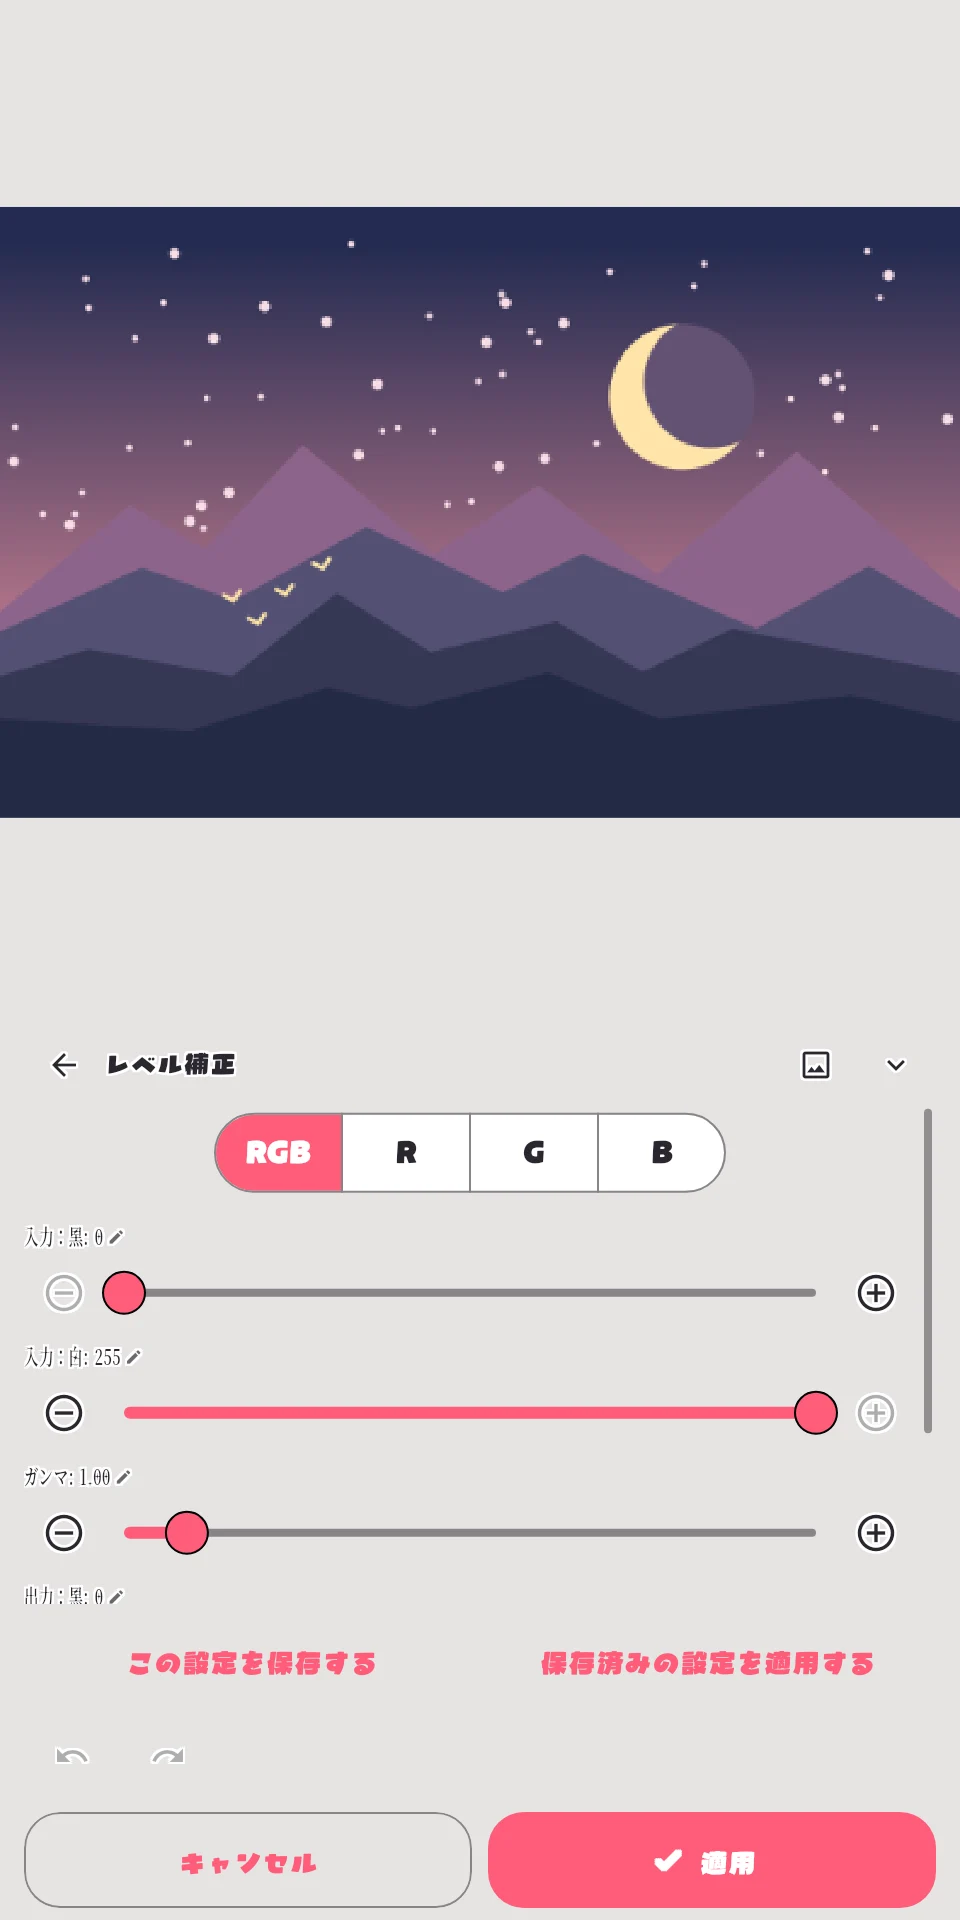 レベル補正
RGB R G B
入力：黒: 0
入力：白: 255
ガンマ: 1.00
出力：黒: 0
この設定を保存する 保存済みの設定を適用する
キャンセル 適用